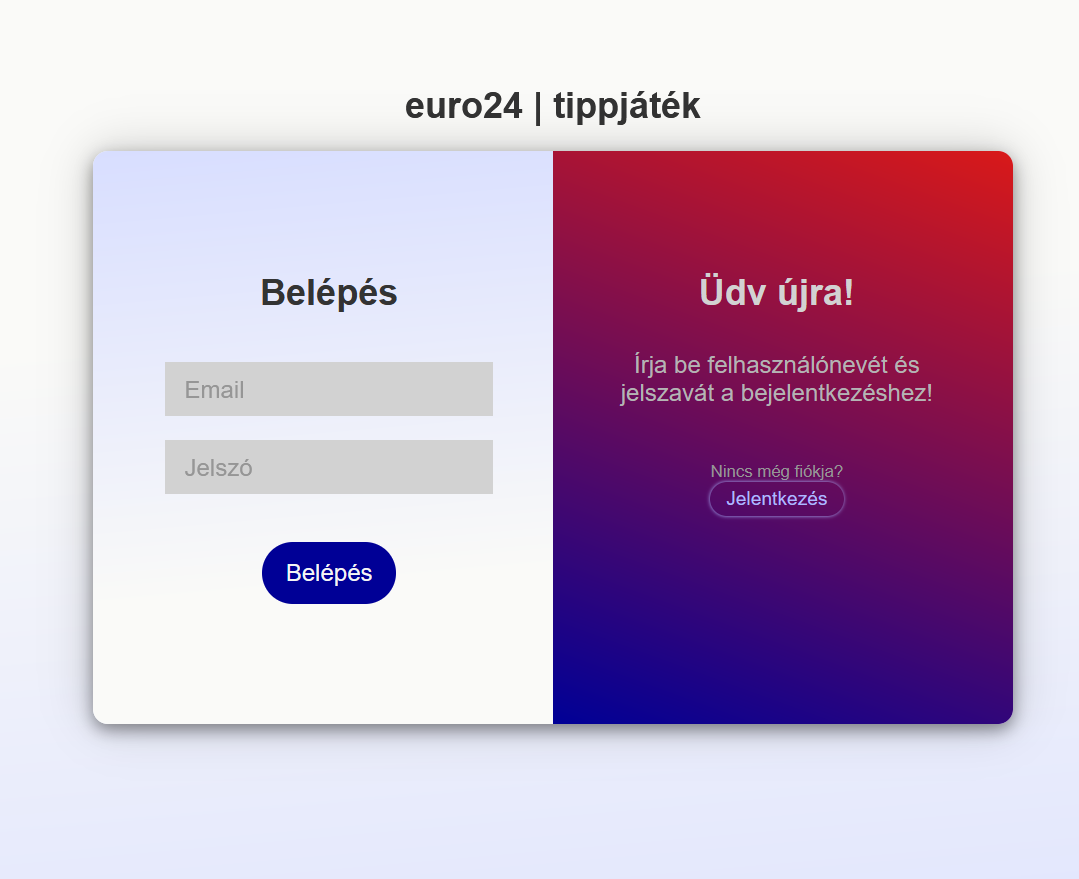 euro24 | tippjáték
Belépés
Email
Jelszó
Belépés
Üdv újra!
Írja be felhasználónevét és
jelszavát a bejelentkezéshez!
Nincs még fiókja?
Jelentkezés